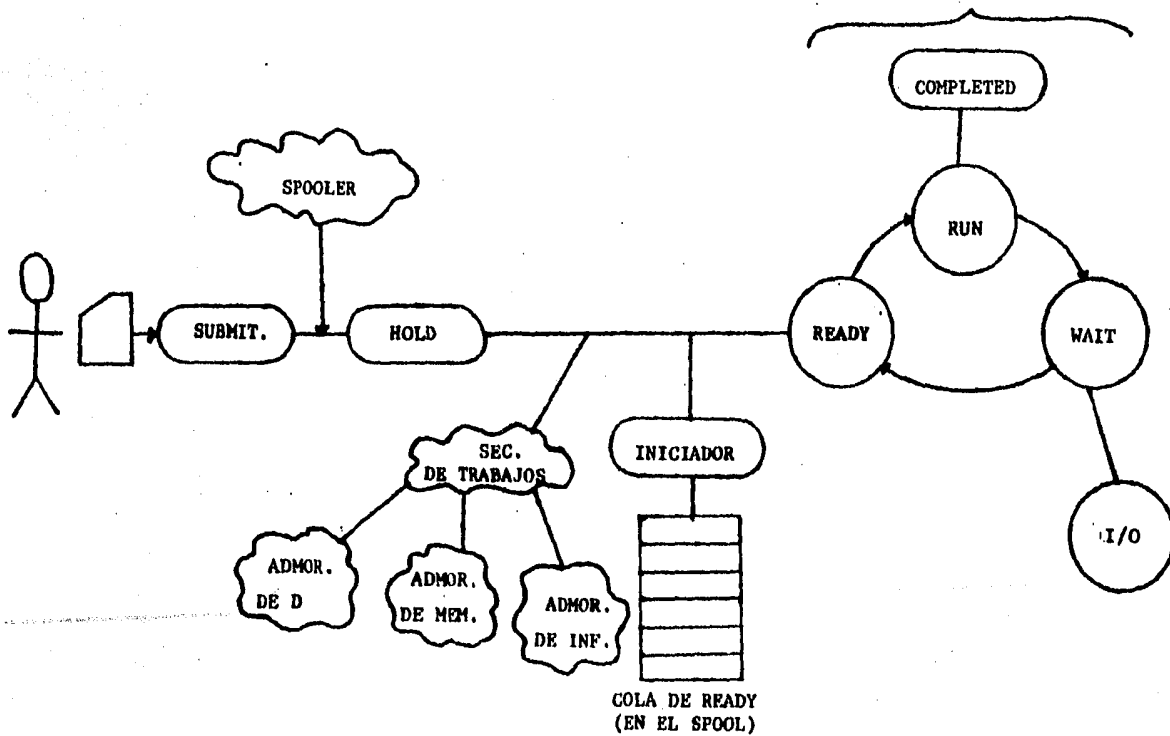 COMPLETED
SPOOLER
RUN
SUBMIT.
HOLD
READY
WAIT
SEC.
DE TRABAJOS
INICIADOR
I/O
ADMOR.
DE D
ADMOR.
DE MEM.
ADMOR.
DE INF.
COLA DE READY
(EN EL SPOOL)